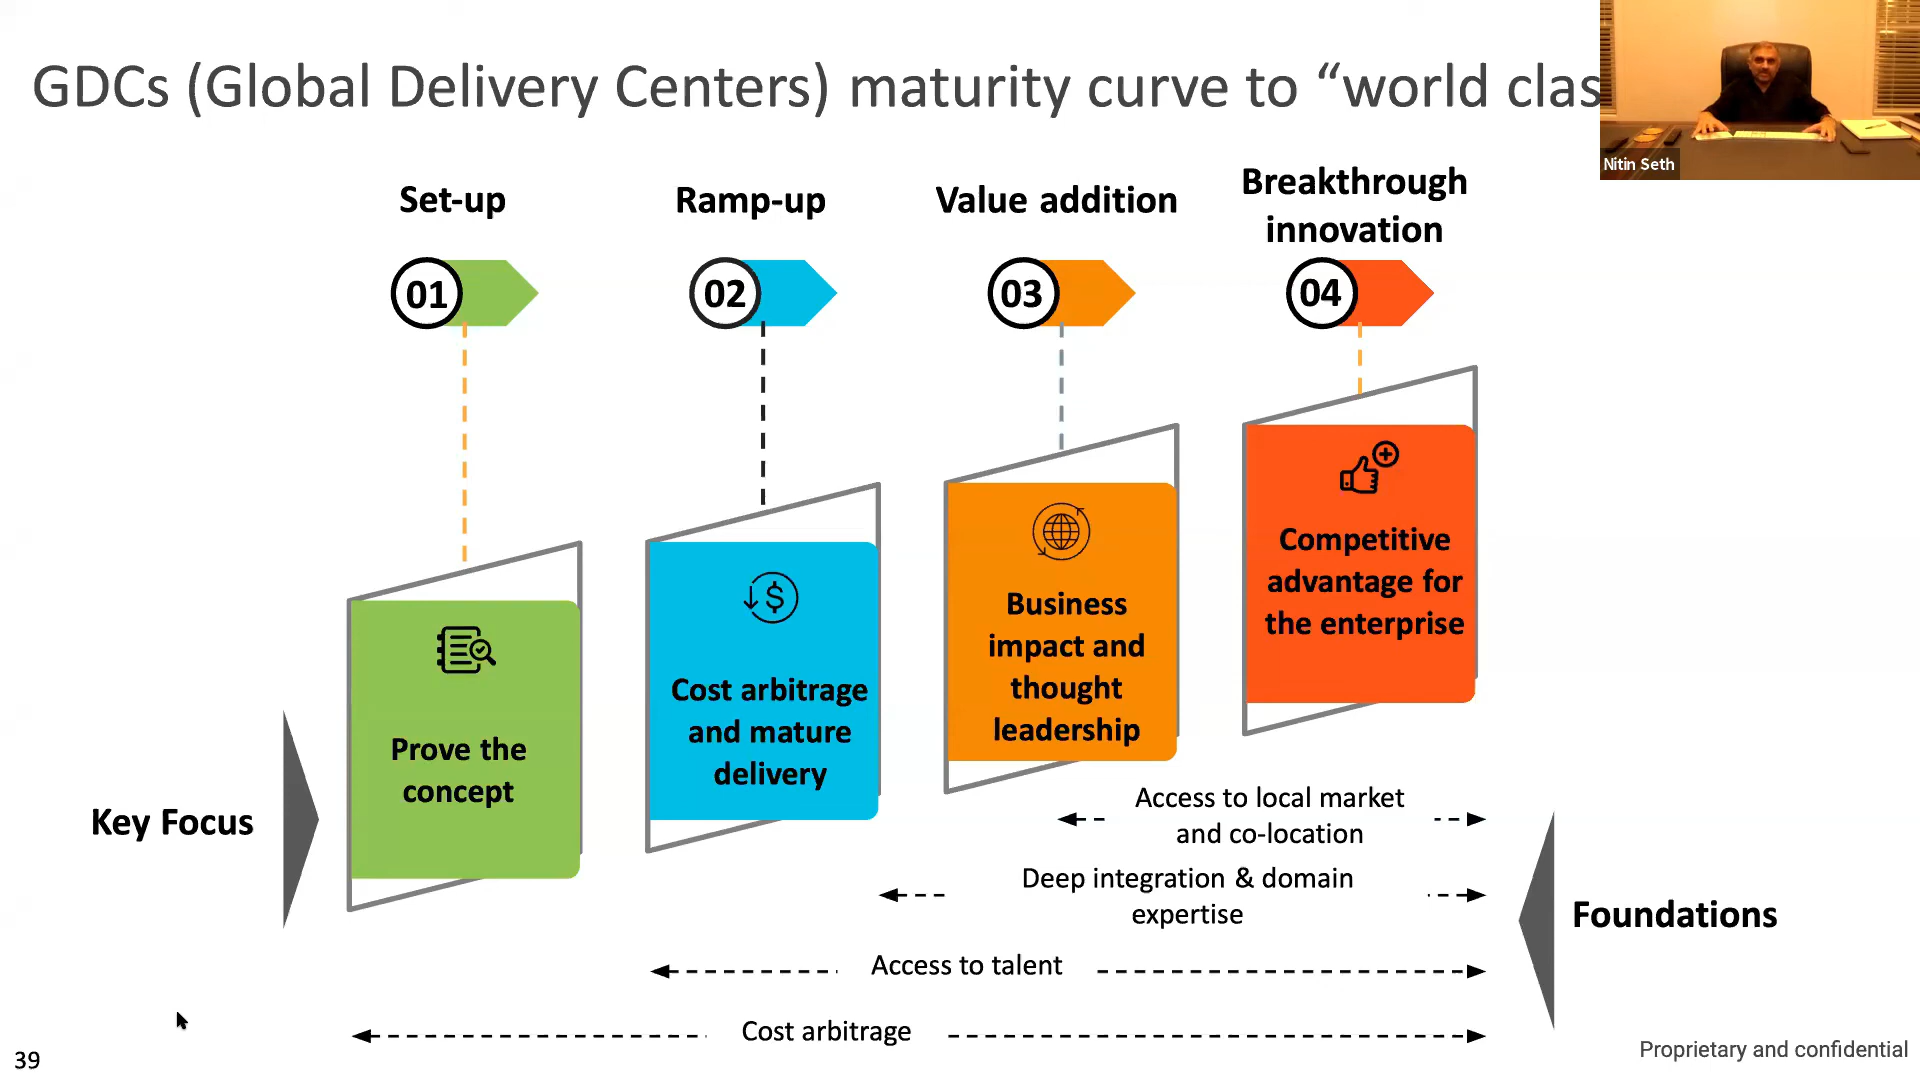 GDCs (Global Delivery Centers) maturity curve to “world clas
Nitin Seth
Set-up
Ramp-up
Value addition
Breakthrough
innovation
01
02
03
04
Prove the
concept
Cost arbitrage
and mature
delivery
Business
impact and
thought
leadership
Competitive
advantage for
the enterprise
Key Focus
Access to local market
and co-location
Deep integration & domain
expertise
Access to talent
Cost arbitrage
Foundations
39
Proprietary and confidential